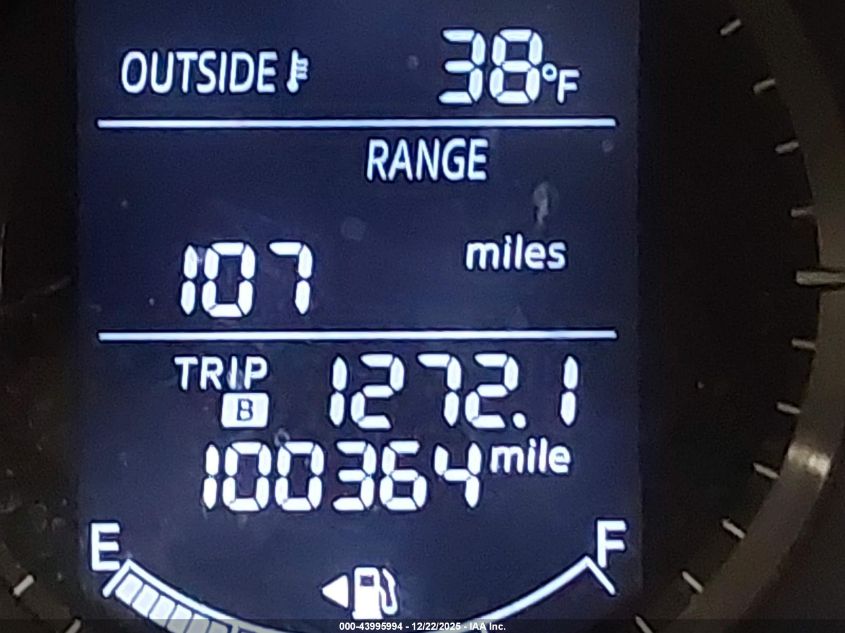 OUTSIDE 38°F
RANGE
107 miles
TRIP B 1272.1
100364 mile
E F
000-43995994 - 12/22/2025 - IAA Inc.